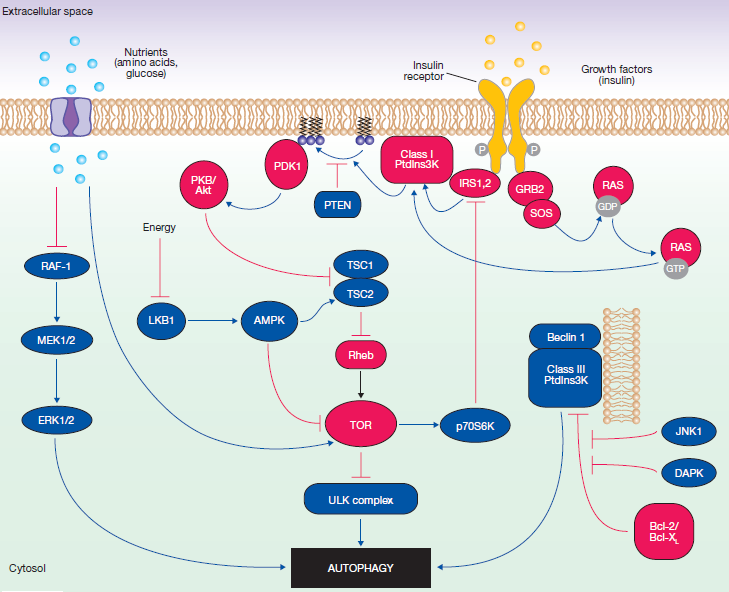 Extracellular space
Nutrients
(amino acids,
glucose)
Insulin
receptor
Growth factors
(insulin)
P
P
PKB/
Akt
PDK1
Class I
PtdIns3K
IRS1,2
GRB2
SOS
RAS
GDP
PTEN
RAS
GTP
Energy
RAF-1
TSC1
TSC2
LKB1
AMPK
MEK1/2
Rheb
Beclin 1
Class III
PtdIns3K
ERK1/2
TOR
p70S6K
JNK1
DAPK
ULK complex
Bcl-2/
Bcl-XL
Cytosol
AUTOPHAGY